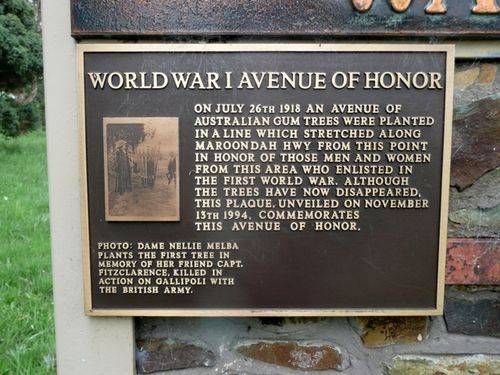 WORLD WAR I AVENUE OF HONOR
ON JULY 26TH 1918 AN AVENUE OF
AUSTRALIAN GUM TREES WERE PLANTED
IN A LINE WHICH STRETCHED ALONG
MAROONDAH HWY FROM THIS POINT
IN HONOR OF THOSE MEN AND WOMEN
FROM THIS AREA WHO ENLISTED IN
THE FIRST WORLD WAR. ALTHOUGH
THE TREES HAVE NOW DISAPPEARED,
THIS PLAQUE, UNVEILED ON NOVEMBER
13TH 1994, COMMEMORATES
THIS AVENUE OF HONOR.
PHOTO: DAME NELLIE MELBA
PLANTS THE FIRST TREE IN
MEMORY OF HER FRIEND CAPT.
FITZCLARENCE, KILLED IN
ACTION ON GALLIPOLI WITH
THE BRITISH ARMY.